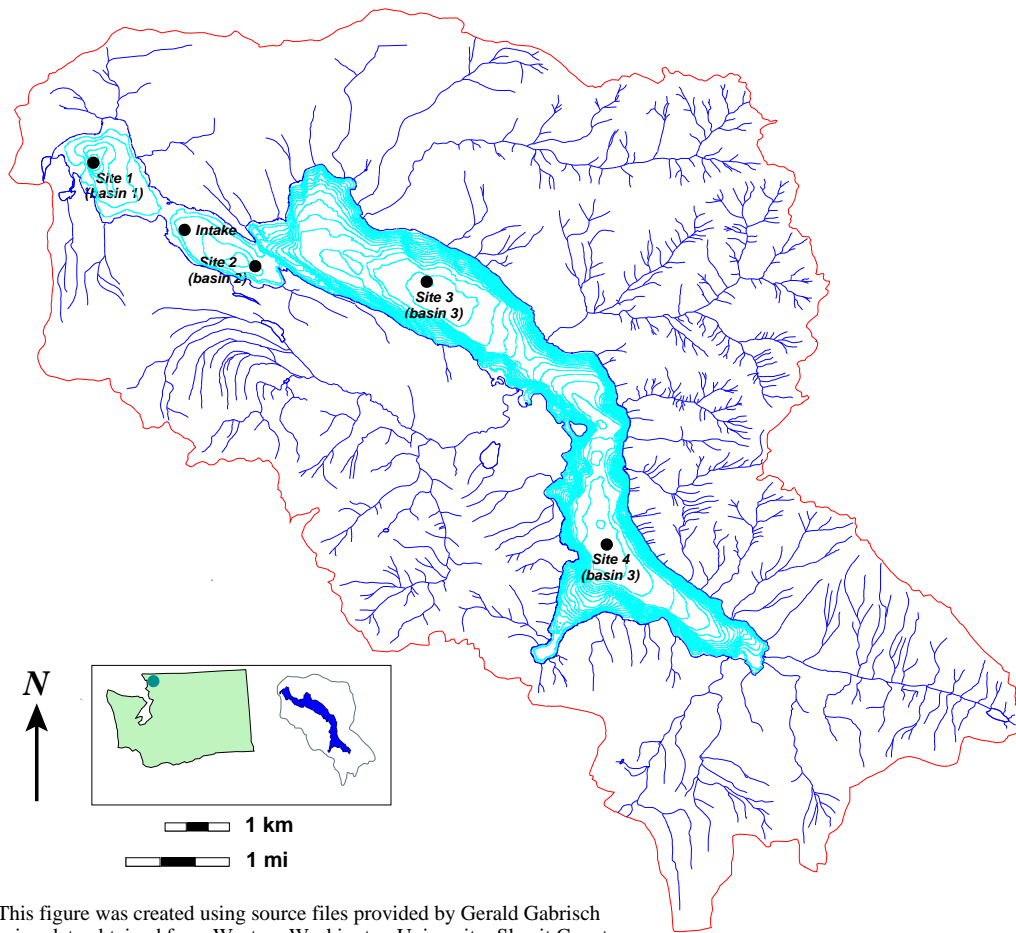 Site 1
(basin 1)
Intake
Site 2
(basin 2)
Site 3
(basin 3)
Site 4
(basin 3)
N
1 km
1 mi
This figure was created using source files provided by Gerald Gabrisch